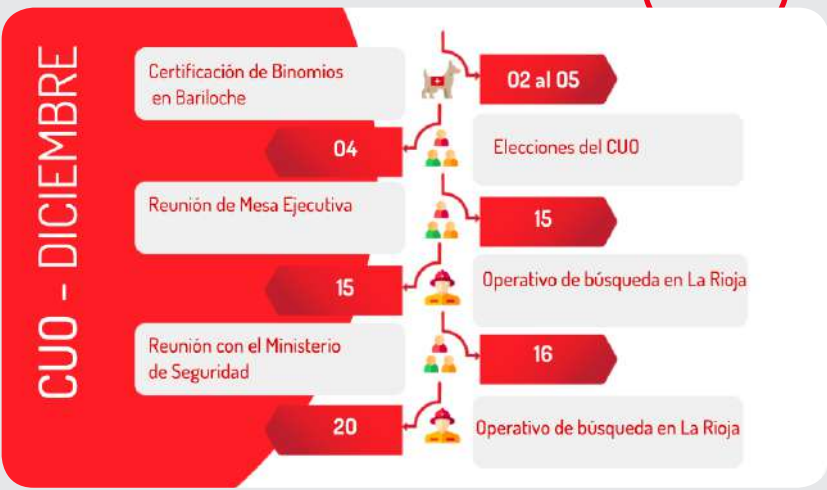 CUO - DICIEMBRE
Certificación de Binomios
en Bariloche
02 al 05
04
Elecciones del CUO
Reunión de Mesa Ejecutiva
15
15
Operativo de búsqueda en La Rioja
Reunión con el Ministerio
de Seguridad
16
20
Operativo de búsqueda en La Rioja